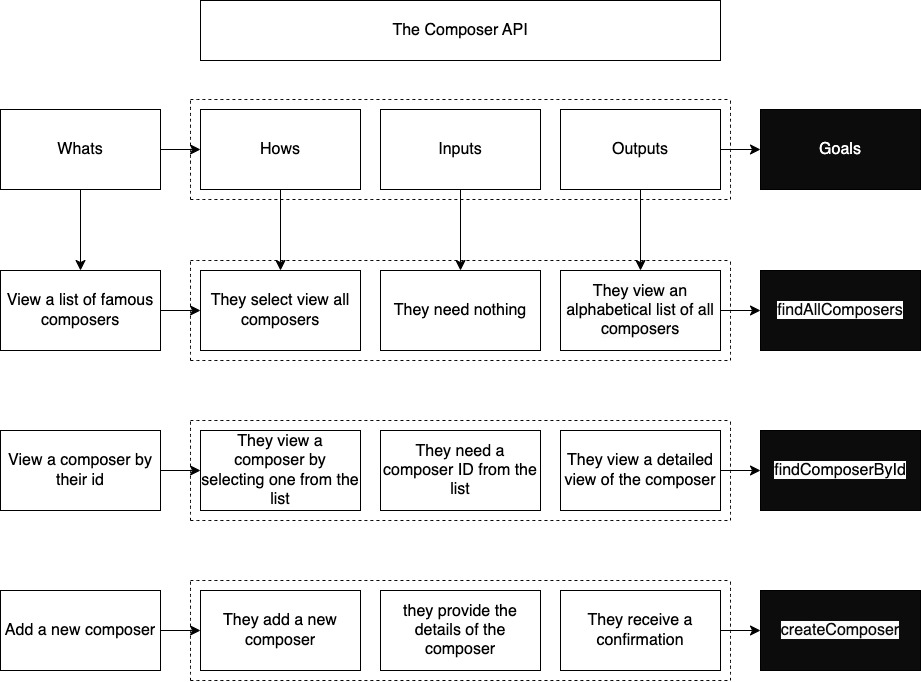 The Composer API
Whats
Hows
Inputs
Outputs
Goals
View a list of famous
composers
They select view all
composers
They need nothing
They view an
alphabetical list of all
composers
findAllComposers
View a composer by
their id
They view a
composer by
selecting one from the
list
They need a
composer ID from the
list
They view a detailed
view of the composer
findComposerById
Add a new composer
They add a new
composer
they provide the
details of the
composer
They receive a
confirmation
createComposer